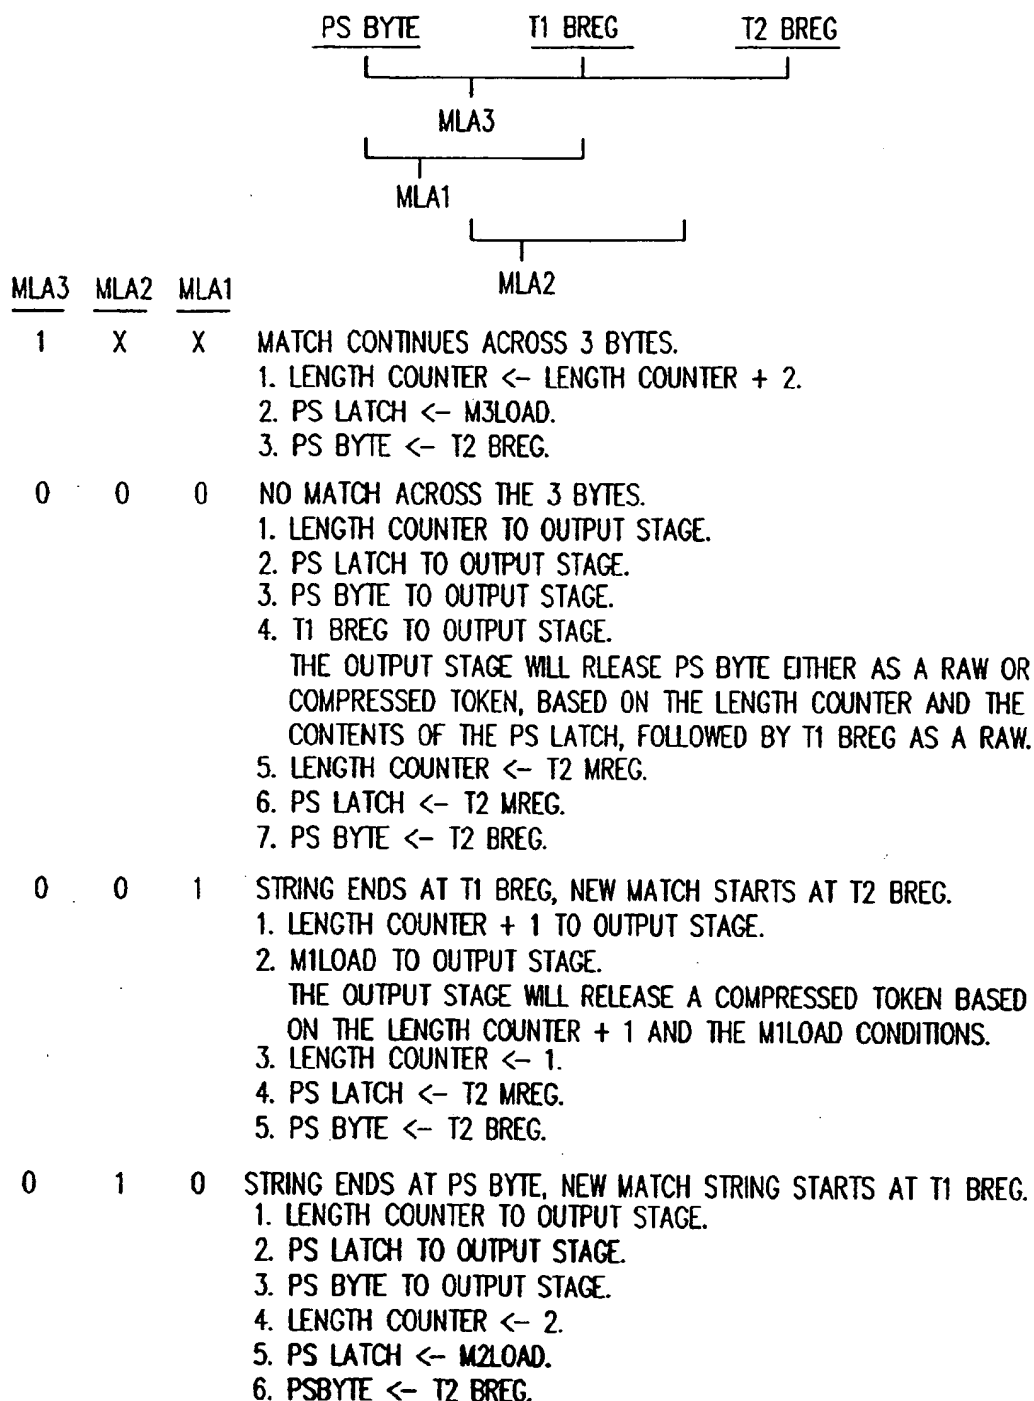 PS BYTE T1 BREG T2 BREG
MLA3
MLA1
MLA2
MLA3 MLA2 MLA1
1 X X MATCH CONTINUES ACROSS 3 BYTES.
1. LENGTH COUNTER <- LENGTH COUNTER + 2.
2. PS LATCH <- M3LOAD.
3. PS BYTE <- T2 BREG.
0 0 0 NO MATCH ACROSS THE 3 BYTES.
1. LENGTH COUNTER TO OUTPUT STAGE.
2. PS LATCH TO OUTPUT STAGE.
3. PS BYTE TO OUTPUT STAGE.
4. T1 BREG TO OUTPUT STAGE.
THE OUTPUT STAGE WILL RLEASE PS BYTE EITHER AS A RAW OR
COMPRESSED TOKEN, BASED ON THE LENGTH COUNTER AND THE
CONTENTS OF THE PS LATCH, FOLLOWED BY T1 BREG AS A RAW.
5. LENGTH COUNTER <- T2 MREG.
6. PS LATCH <- T2 MREG.
7. PS BYTE <- T2 BREG.
0 0 1 STRING ENDS AT T1 BREG, NEW MATCH STARTS AT T2 BREG.
1. LENGTH COUNTER + 1 TO OUTPUT STAGE.
2. M1LOAD TO OUTPUT STAGE.
THE OUTPUT STAGE WILL RELEASE A COMPRESSED TOKEN BASED
ON THE LENGTH COUNTER + 1 AND THE M1LOAD CONDITIONS.
3. LENGTH COUNTER <- 1.
4. PS LATCH <- T2 MREG.
5. PS BYTE <- T2 BREG.
0 1 0 STRING ENDS AT PS BYTE, NEW MATCH STRING STARTS AT T1 BREG.
1. LENGTH COUNTER TO OUTPUT STAGE.
2. PS LATCH TO OUTPUT STAGE.
3. PS BYTE TO OUTPUT STAGE.
4. LENGTH COUNTER <- 2.
5. PS LATCH <- M2LOAD.
6. PSBYTE <- T2 BREG.